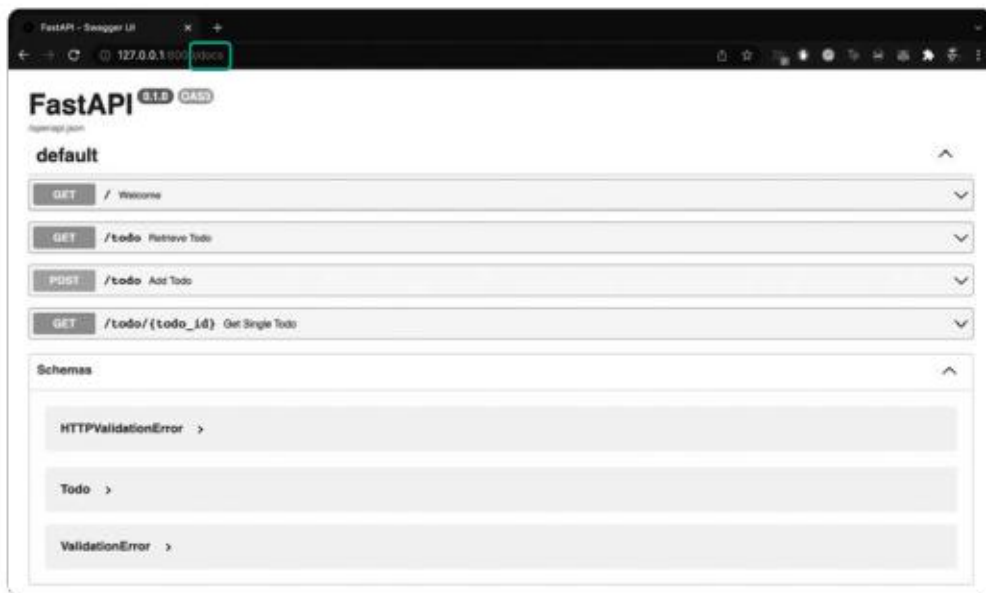 FastAPI - Swagger UI
127.0.0.1:8000/docs
FastAPI 0.1.0 OAS3
/openapi.json
default
GET / Welcome
GET /todo Retrieve Todo
POST /todo Add Todo
GET /todo/{todo_id} Get Single Todo
Schemas
HTTPValidationError
Todo
ValidationError